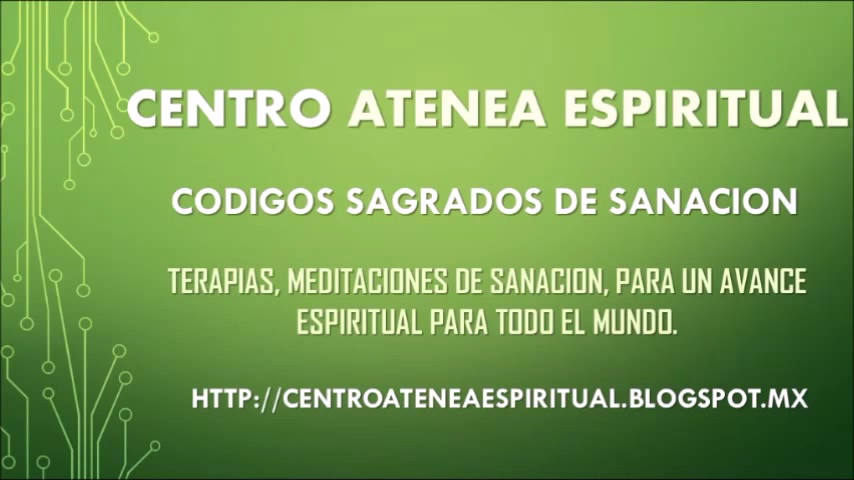 CENTRO ATENEA ESPIRITUAL
CODIGOS SAGRADOS DE SANACION
TERAPIAS, MEDITACIONES DE SANACION, PARA UN AVANCE
ESPIRITUAL PARA TODO EL MUNDO.
HTTP://CENTROATENEAESPIRITUAL.BLOGSPOT.MX